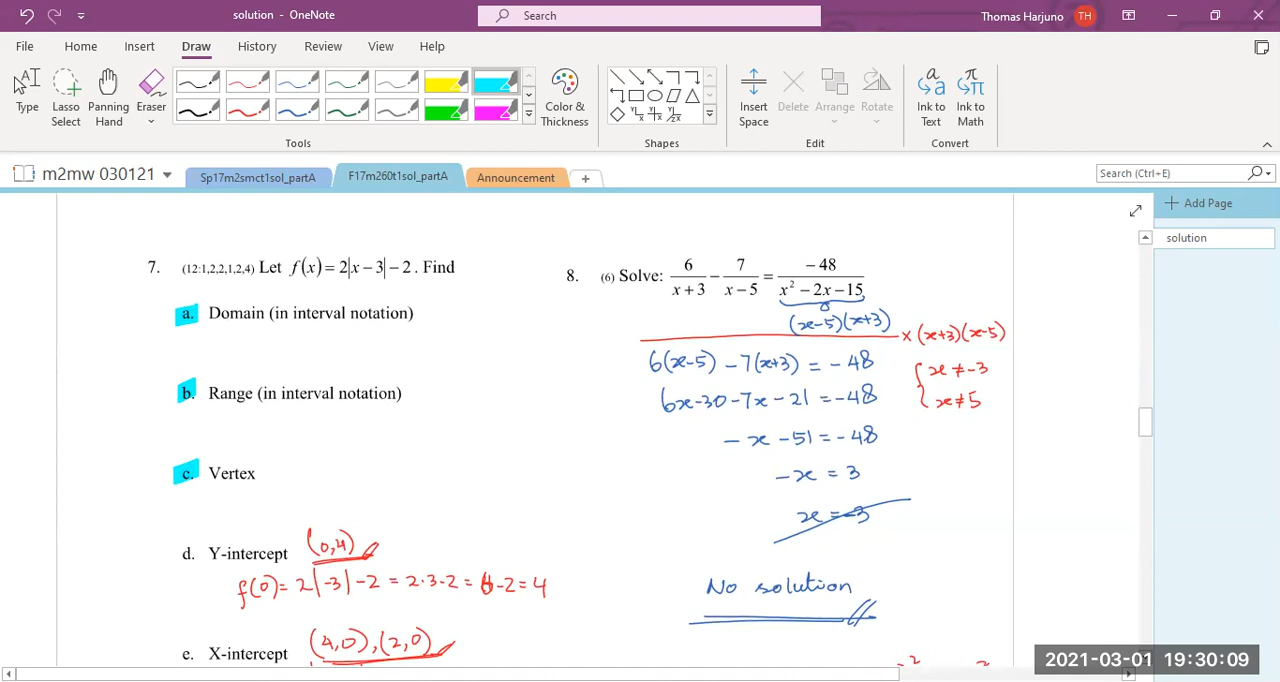 solution - OneNote
Search
Thomas Harjuno TH
File Home Insert Draw History Review View Help
Type
Lasso Select
Panning Hand
Eraser
Color & Thickness
Insert Space
Delete
Arrange
Rotate
Ink to Text
Ink to Math
Tools
Shapes
Edit
Convert
m2mw 030121
Sp17m2smct1sol_partA
F17m260t1sol_partA
Announcement
Search (Ctrl+E)
Add Page
solution
7. (12:1,2,2,1,2,4) Let f(x) = 2|x − 3| − 2. Find
a. Domain (in interval notation)
b. Range (in interval notation)
c. Vertex
d. Y-intercept (0,4)
f(0) = 2|-3| -2 = 2·3-2 = 6-2 = 4
e. X-intercept (4,0), (2,0)
8. (6) Solve: 6/(x+3) − 7/(x−5) = −48/(x² − 2x − 15)
(x-5)(x+3)
× (x+3)(x-5)
6(x-5) -7(x+3) = -48
{ x ≠ -3
6x-30-7x-21 = -48
x ≠ 5
-x -51 = -48
-x = 3
x = -3
No solution
2021-03-01 19:30:09